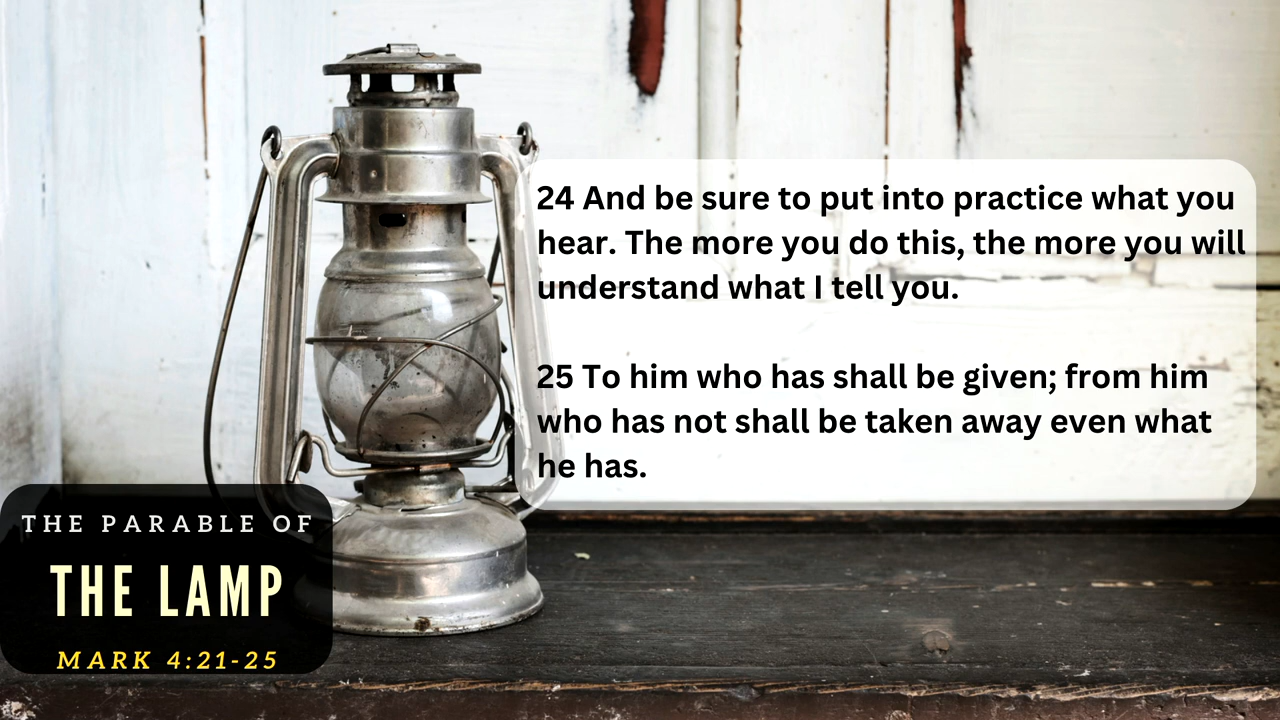 24 And be sure to put into practice what you
hear. The more you do this, the more you will
understand what I tell you.
25 To him who has shall be given; from him
who has not shall be taken away even what
he has.
THE PARABLE OF
THE LAMP
MARK 4:21-25